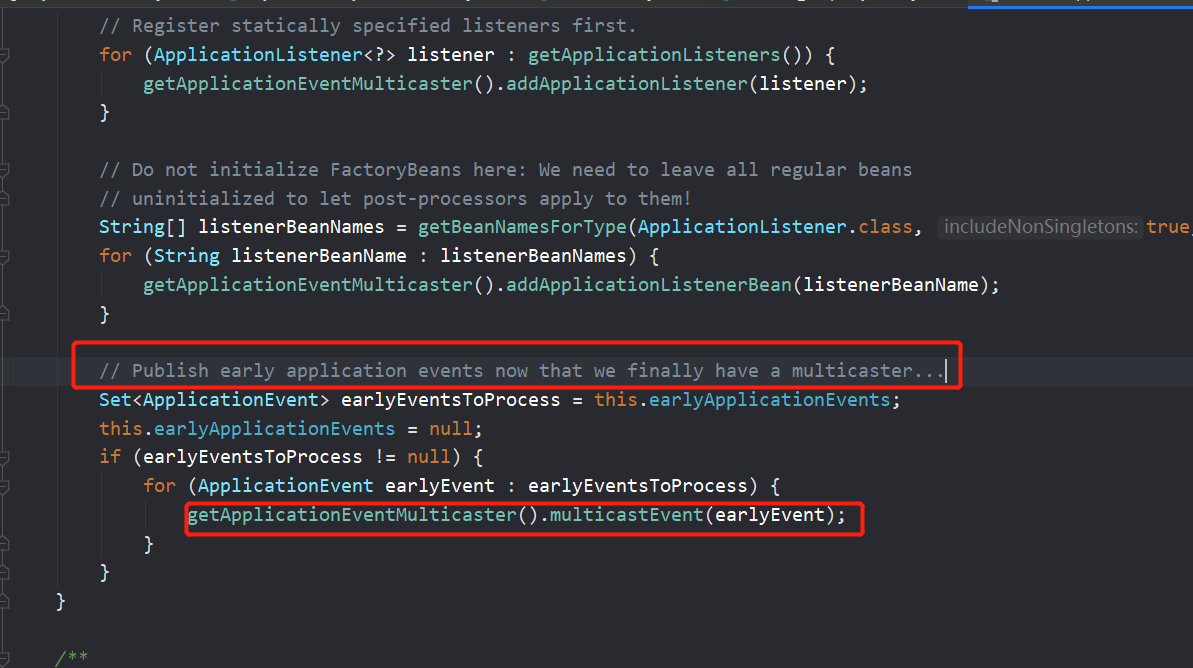 // Register statically specified listeners first.
for (ApplicationListener<?> listener : getApplicationListeners()) {
getApplicationEventMulticaster().addApplicationListener(listener);
}
// Do not initialize FactoryBeans here: We need to leave all regular beans
// uninitialized to let post-processors apply to them!
String[] listenerBeanNames = getBeanNamesForType(ApplicationListener.class, includeNonSingletons: true,
for (String listenerBeanName : listenerBeanNames) {
getApplicationEventMulticaster().addApplicationListenerBean(listenerBeanName);
}
// Publish early application events now that we finally have a multicaster...
Set<ApplicationEvent> earlyEventsToProcess = this.earlyApplicationEvents;
this.earlyApplicationEvents = null;
if (earlyEventsToProcess != null) {
for (ApplicationEvent earlyEvent : earlyEventsToProcess) {
getApplicationEventMulticaster().multicastEvent(earlyEvent);
}
}
}
/**